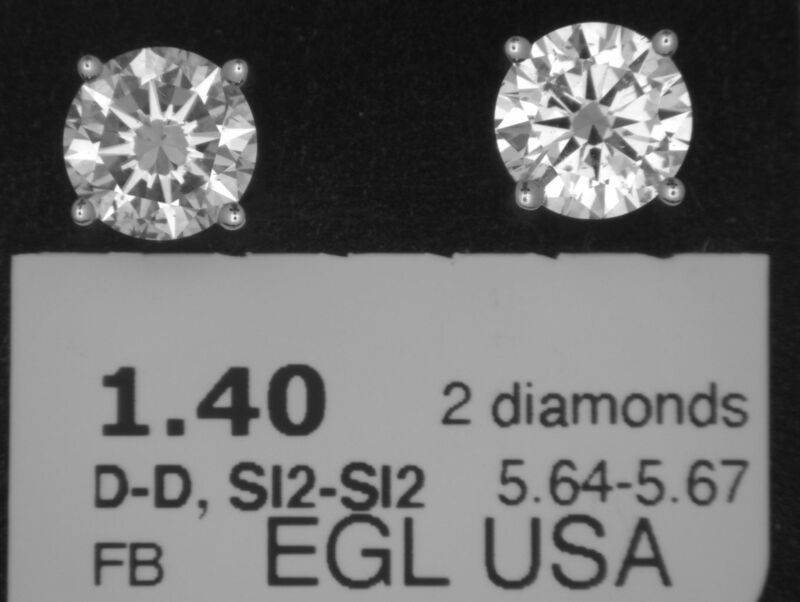 1.40 2 diamonds
D-D, SI2-SI2 5.64-5.67
FB EGL USA